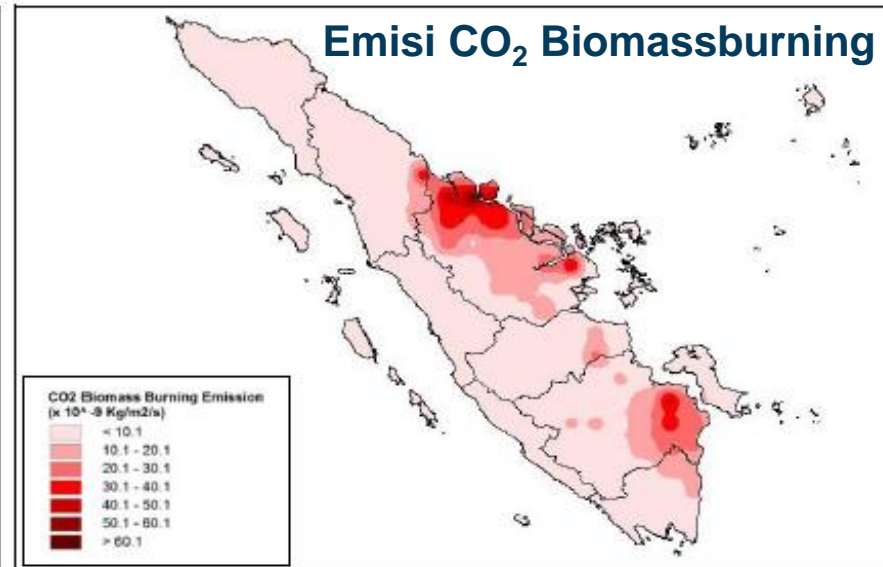 Emisi CO₂ Biomassburning
CO2 Biomass Burning Emission
(x 10^ -9 Kg/m2/s)
< 10.1
10.1 - 20.1
20.1 - 30.1
30.1 - 40.1
40.1 - 50.1
50.1 - 60.1
> 60.1